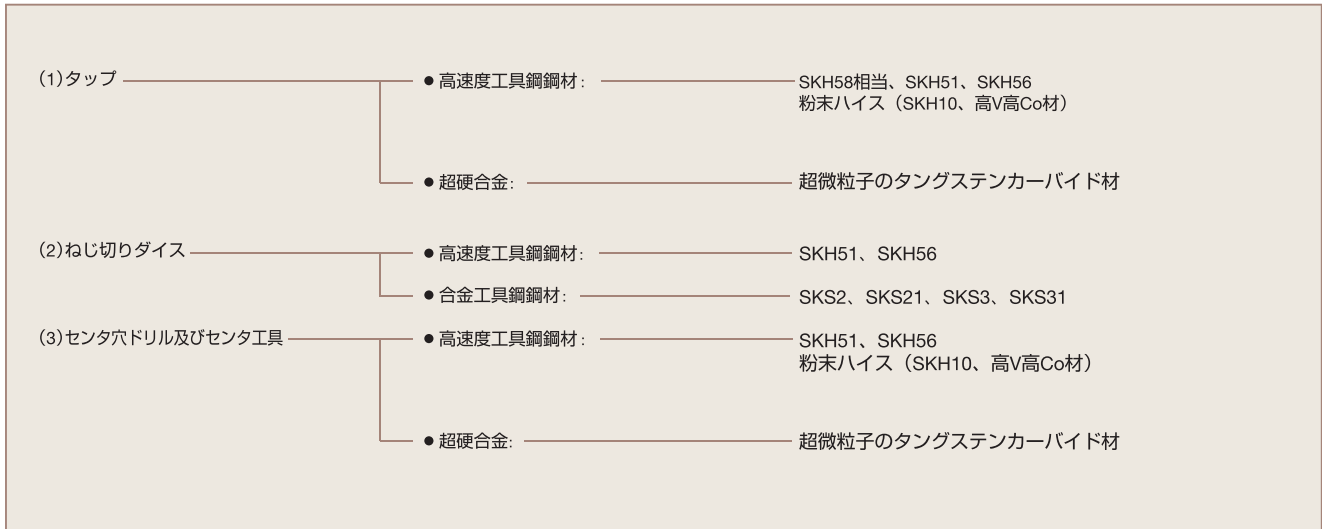 (1)タップ ●高速度工具鋼鋼材: SKH58相当、SKH51、SKH56
粉末ハイス（SKH10、高V高Co材）
●超硬合金: 超微粒子のタングステンカーバイド材
(2)ねじ切りダイス ●高速度工具鋼鋼材: SKH51、SKH56
●合金工具鋼鋼材: SKS2、SKS21、SKS3、SKS31
(3)センタ穴ドリル及びセンタ工具 ●高速度工具鋼鋼材: SKH51、SKH56
粉末ハイス（SKH10、高V高Co材）
●超硬合金: 超微粒子のタングステンカーバイド材